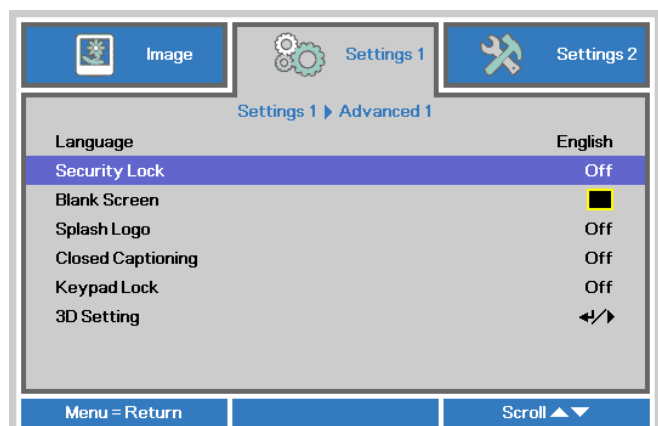 Image
Settings 1
Settings 2
Settings 1 ▶ Advanced 1
Language English
Security Lock Off
Blank Screen
Splash Logo Off
Closed Captioning Off
Keypad Lock Off
3D Setting ↵/▶
Menu = Return Scroll ▲▼